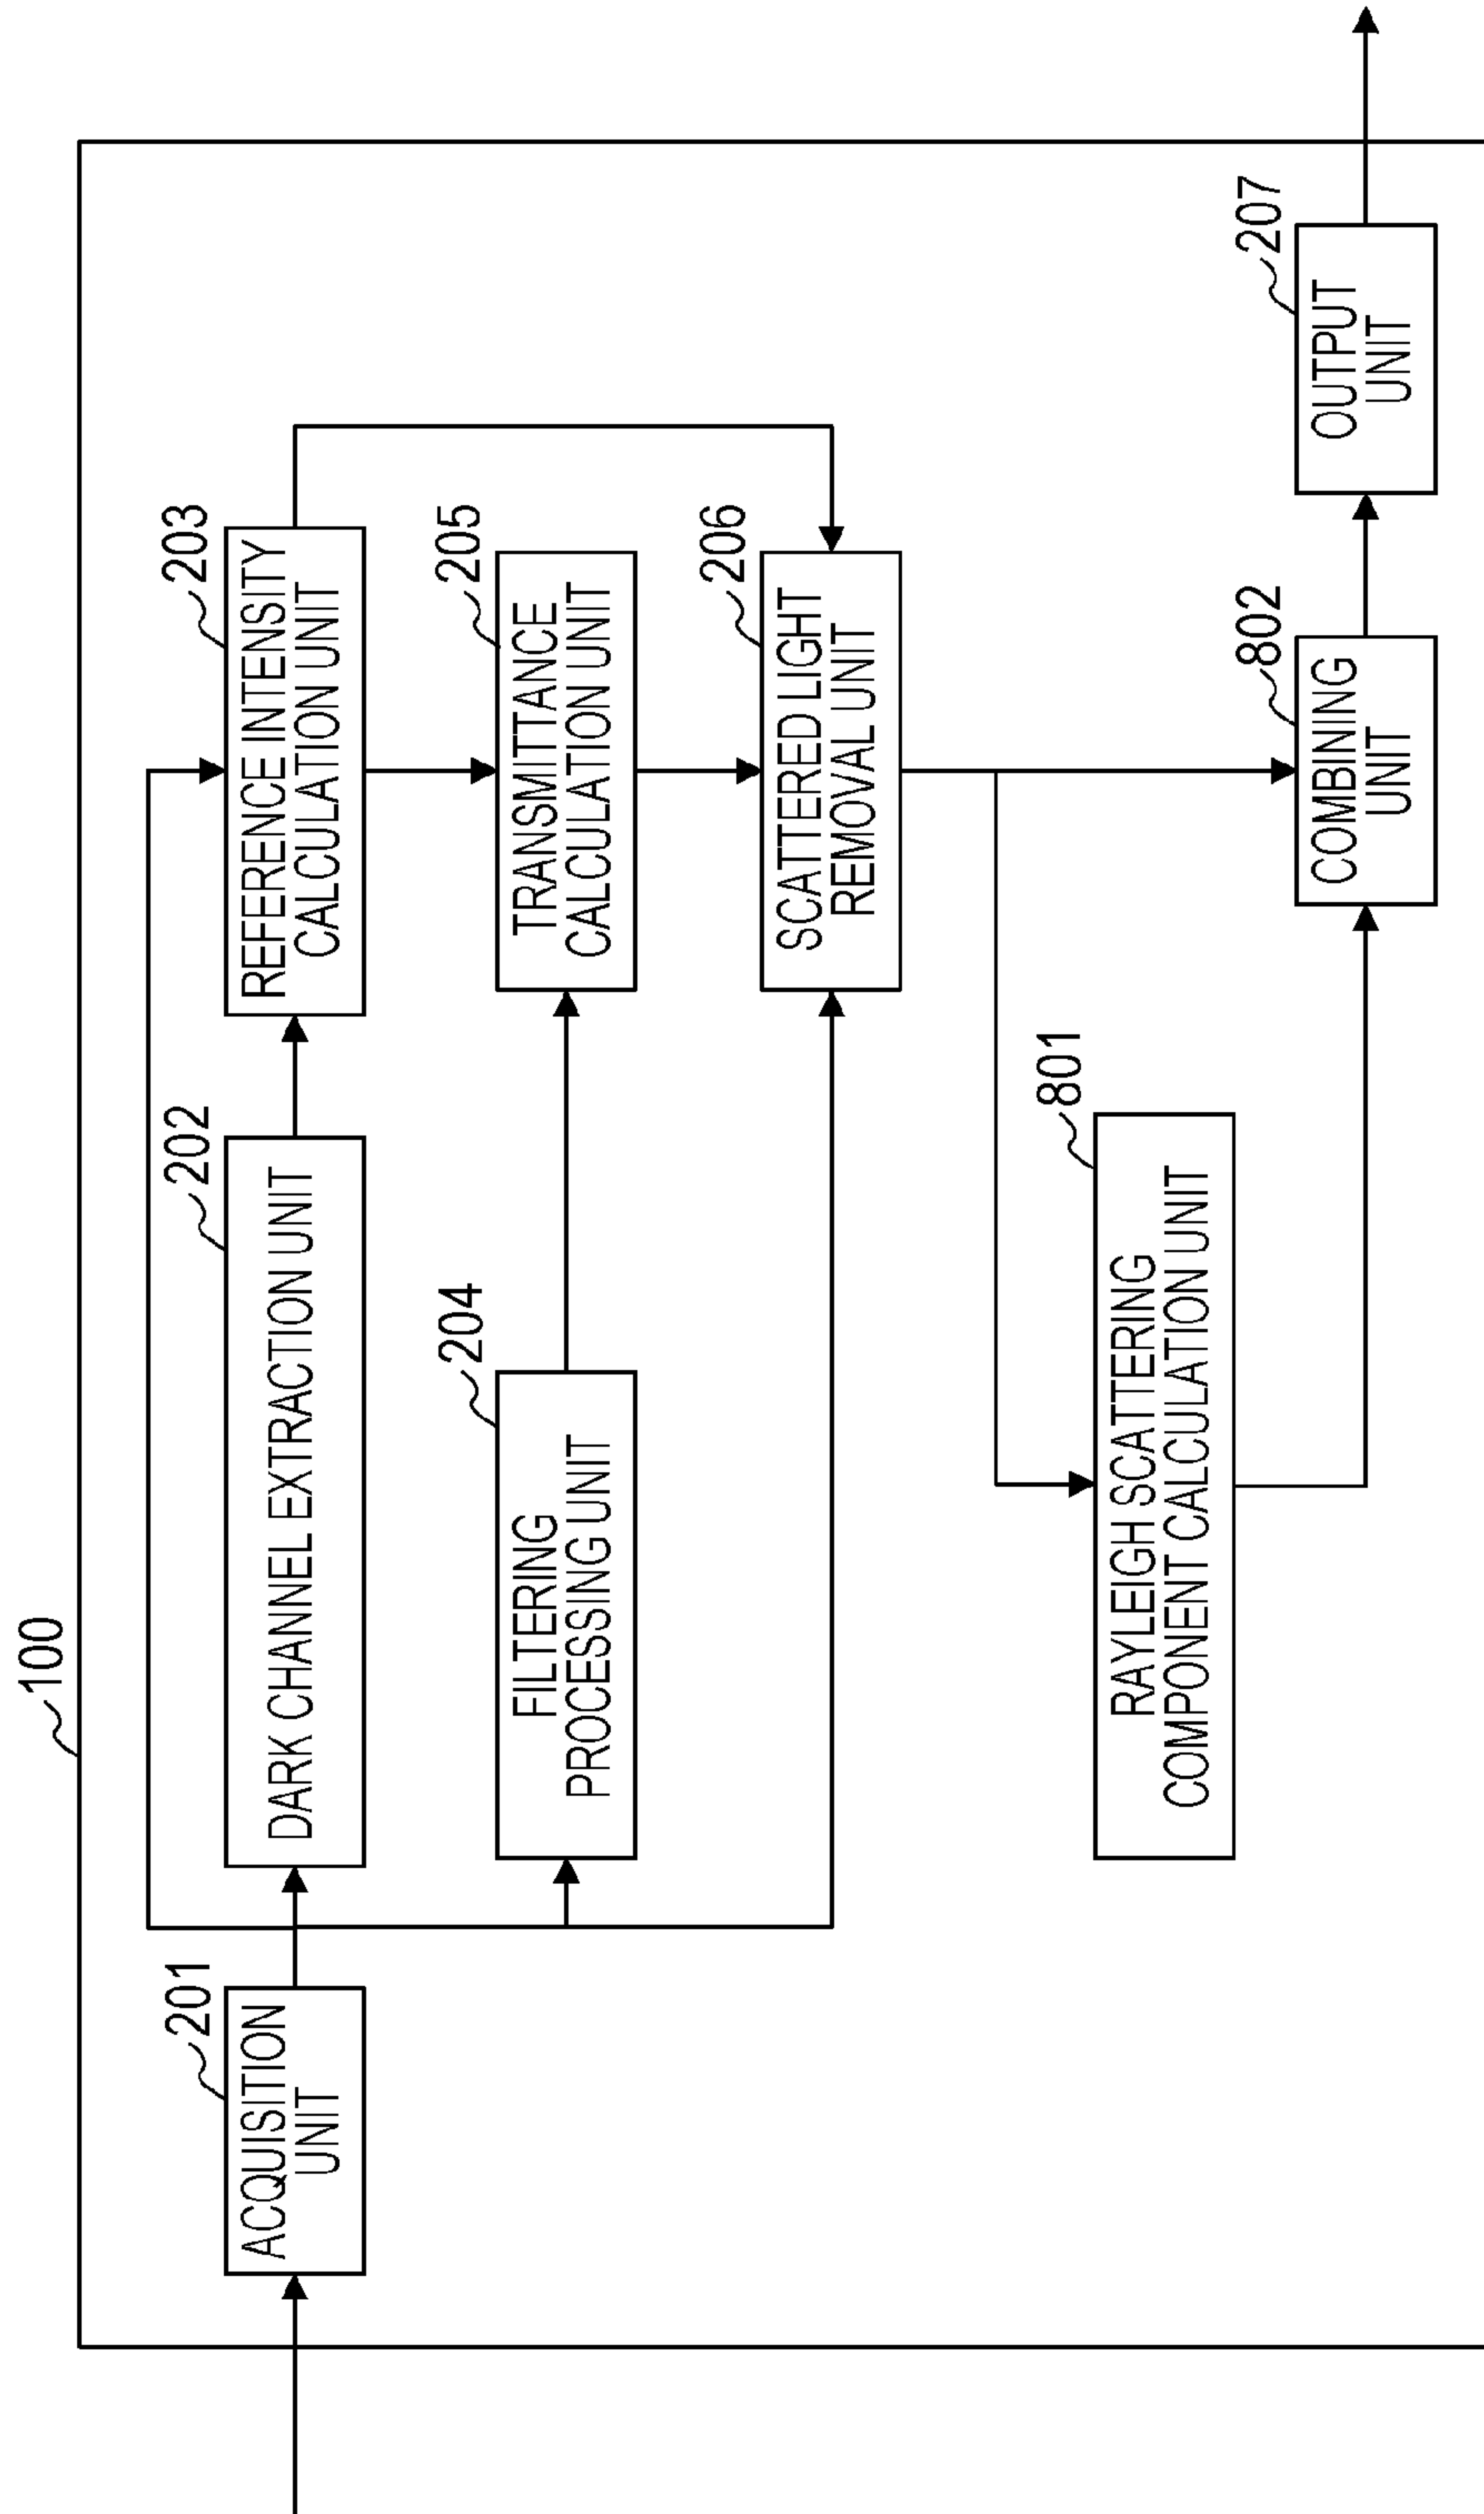 100
201
ACQUISITION
UNIT
202
DARK CHANNEL EXTRACTION UNIT
203
REFERENCE INTENSITY
CALCULATION UNIT
204
FILTERING
PROCESSING UNIT
205
TRANSMITTANCE
CALCULATION UNIT
206
SCATTERED LIGHT
REMOVAL UNIT
801
RAYLEIGH SCATTERING
COMPONENT CALCULATION UNIT
802
COMBINING
UNIT
207
OUTPUT
UNIT